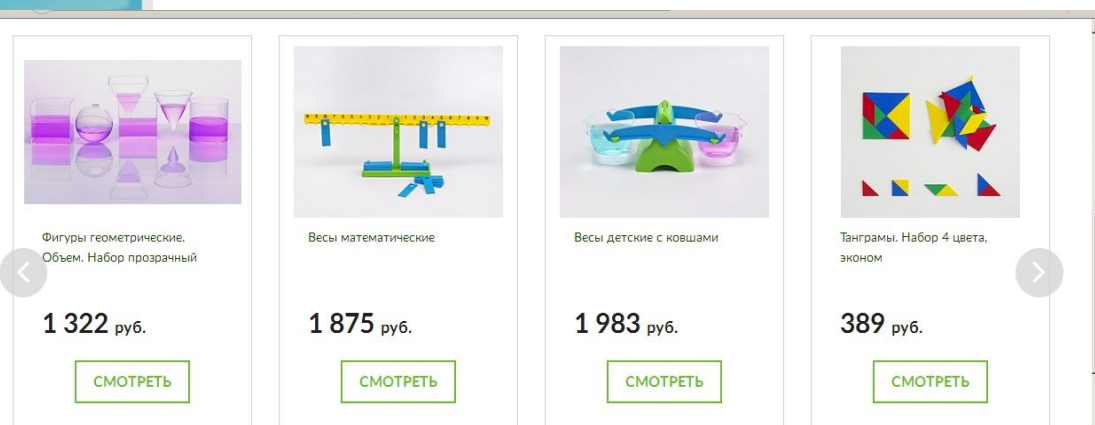 Фигуры геометрические.
Объем. Набор прозрачный
1 322 руб.
СМОТРЕТЬ
Весы математические
1 875 руб.
СМОТРЕТЬ
Весы детские с ковшами
1 983 руб.
СМОТРЕТЬ
Танграмы. Набор 4 цвета,
эконом
389 руб.
СМОТРЕТЬ